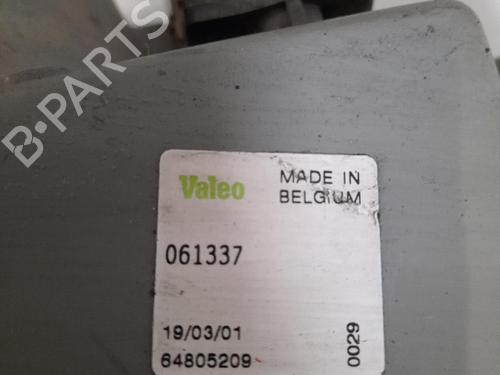 B-PARTS
Valeo
MADE IN
BELGIUM
061337
19/03/01
64805209
0029